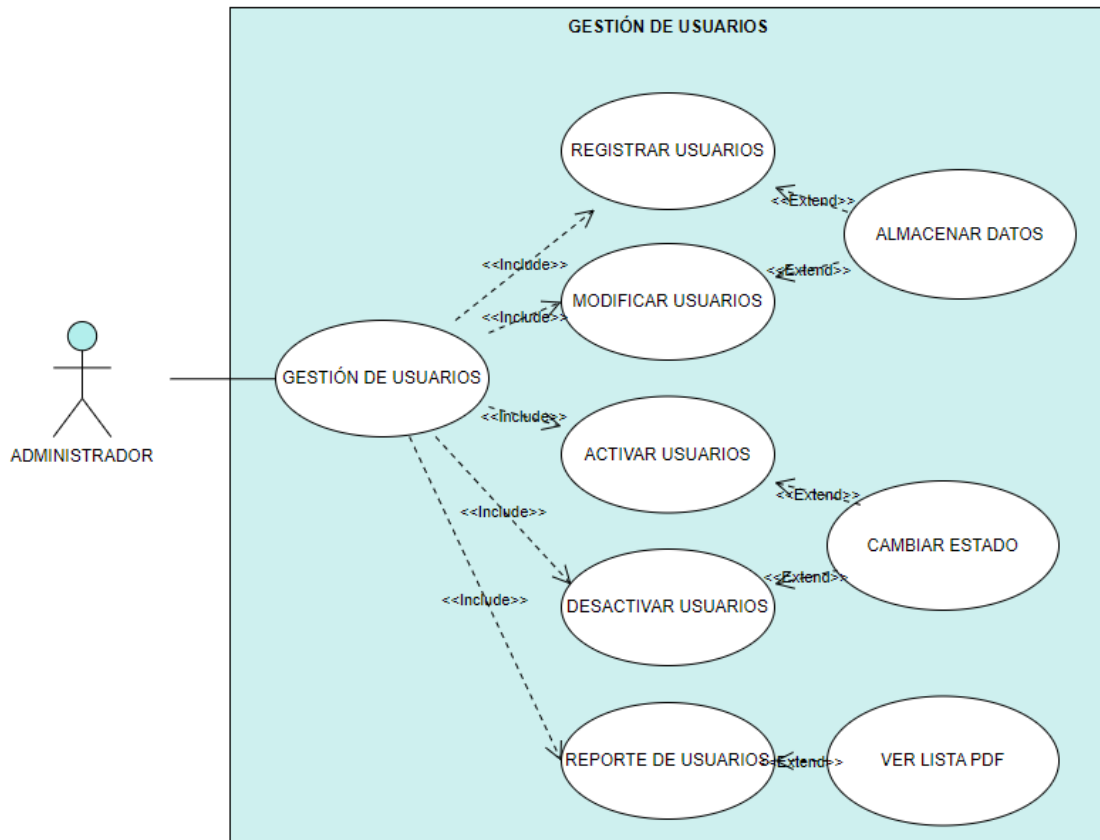 GESTIÓN DE USUARIOS
REGISTRAR USUARIOS
<<Extend>>
ALMACENAR DATOS
<<Include>>
<<Extend>>
MODIFICAR USUARIOS
<<Include>>
GESTIÓN DE USUARIOS
ADMINISTRADOR
<<Include>>
ACTIVAR USUARIOS
<<Extend>>
<<Include>>
CAMBIAR ESTADO
<<Extend>>
<<Include>>
DESACTIVAR USUARIOS
REPORTE DE USUARIOS
<<Extend>>
VER LISTA PDF